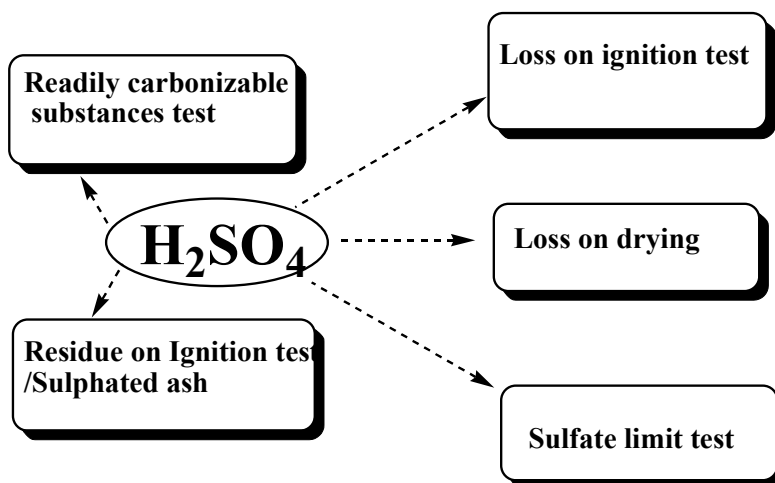 Readily carbonizable
substances test
Loss on ignition test
H₂SO₄
Loss on drying
Residue on Ignition test
/Sulphated ash
Sulfate limit test